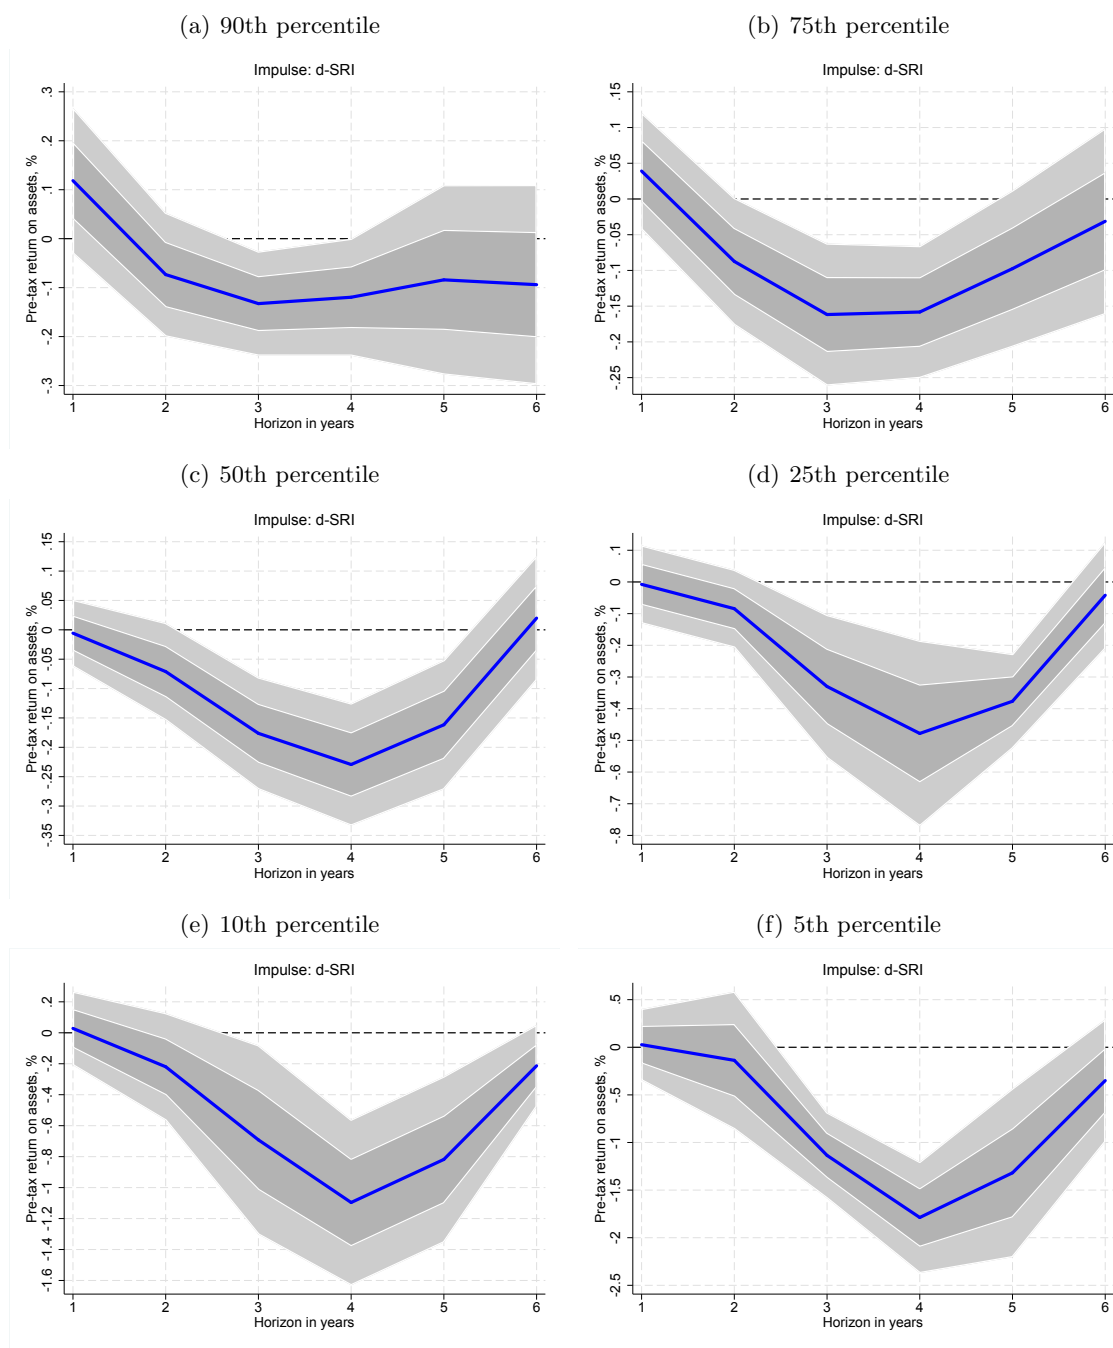 (a) 90th percentile
Impulse: d-SRI
Pre-tax return on assets, %
.3
.2
.1
0
-.1
-.2
-.3
1 2 3 4 5 6
Horizon in years
(b) 75th percentile
Impulse: d-SRI
Pre-tax return on assets, %
.15
.1
.05
0
-.05
-.1
-.15
-.2
-.25
1 2 3 4 5 6
Horizon in years
(c) 50th percentile
Impulse: d-SRI
Pre-tax return on assets, %
.15
.1
.05
0
-.05
-.1
-.15
-.2
-.25
-.3
-.35
1 2 3 4 5 6
Horizon in years
(d) 25th percentile
Impulse: d-SRI
Pre-tax return on assets, %
.1
0
-.1
-.2
-.3
-.4
-.5
-.6
-.7
-.8
1 2 3 4 5 6
Horizon in years
(e) 10th percentile
Impulse: d-SRI
Pre-tax return on assets, %
.2
0
-.2
-.4
-.6
-.8
-1
-1.2
-1.4
-1.6
1 2 3 4 5 6
Horizon in years
(f) 5th percentile
Impulse: d-SRI
Pre-tax return on assets, %
.5
0
-.5
-1
-1.5
-2
-2.5
1 2 3 4 5 6
Horizon in years